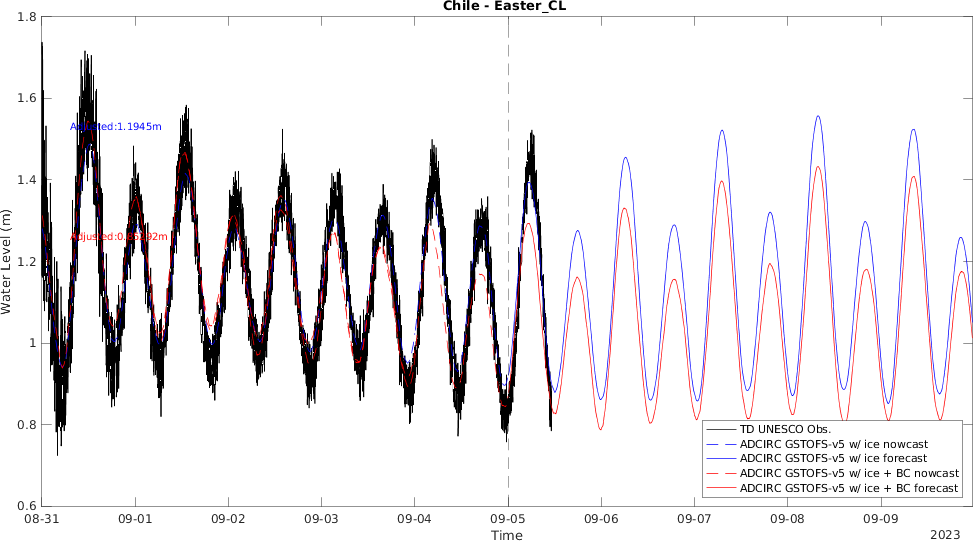 Chile - Easter_CL
Water Level (m)
1.8
1.6
1.4
1.2
1
0.8
0.6
Adjusted:1.1945m
08-31
09-01
09-02
09-03
09-04
09-05
09-06
09-07
09-08
09-09
Time
2023
TD UNESCO Obs.
ADCIRC GSTOFS-v5 w/ ice nowcast
ADCIRC GSTOFS-v5 w/ ice forecast
ADCIRC GSTOFS-v5 w/ ice + BC nowcast
ADCIRC GSTOFS-v5 w/ ice + BC forecast